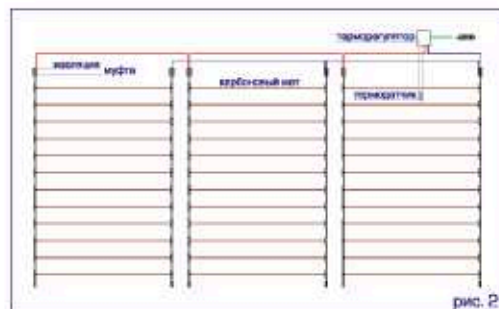 терморегулятор
изоляция
муфта
карбоновый мат
термодатчик
рис. 2